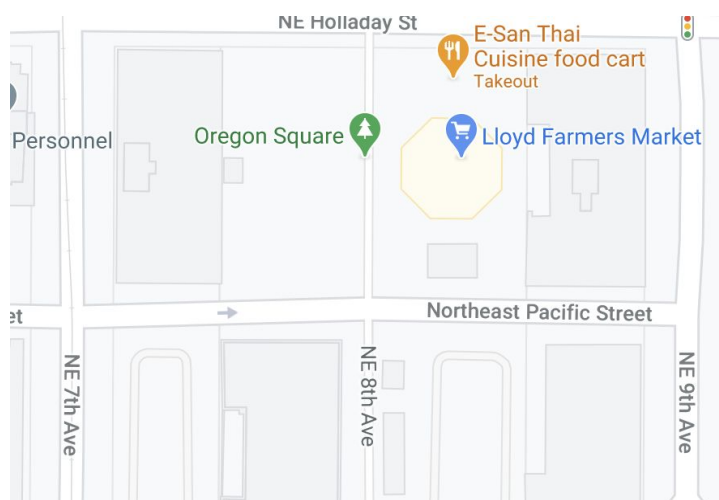 NE Holladay St
E-San Thai
Cuisine food cart
Takeout
Personnel
Oregon Square
Lloyd Farmers Market
et
Northeast Pacific Street
NE 7th Ave
NE 8th Ave
NE 9th Ave